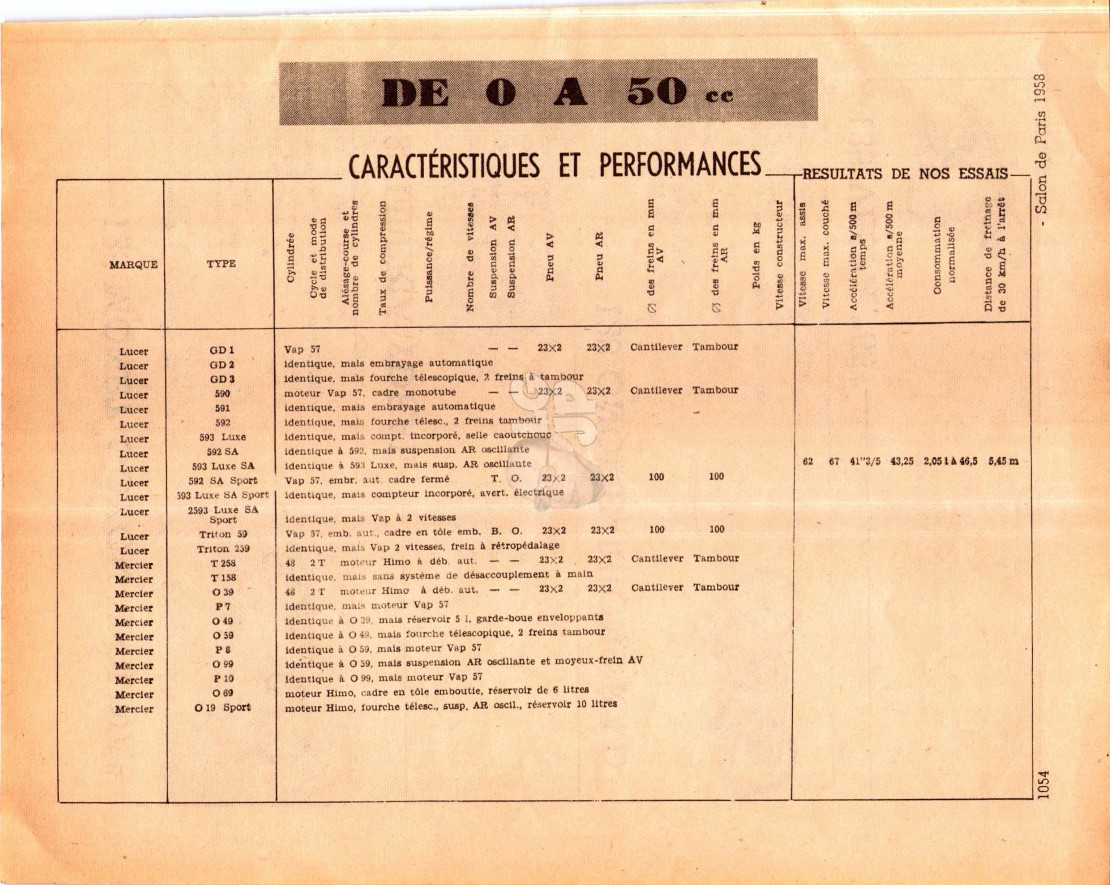 DE 0 A 50 cc
- Salon de Paris 1958
CARACTÉRISTIQUES ET PERFORMANCES
RESULTATS DE NOS ESSAIS
MARQUE
TYPE
Cylindrée
Cycle et mode de distribution
Alésage-course et nombre de cylindres
Taux de compression
Puissance/régime
Nombre de vitesses
Suspension AV
Suspension AR
Pneu AV
Pneu AR
∅ des freins en mm AV
∅ des freins en mm AR
Poids en kg
Vitesse constructeur
Vitesse max. assis
Vitesse max. couché
Accélération s/500 m temps
Accélération s/500 m moyenne
Consommation normalisée
Distance de freinage de 30 km/h à l'arrêt
Lucer GD 1 Vap 57 — — 23×2 23×2 Cantilever Tambour
Lucer GD 2 identique, mais embrayage automatique
Lucer GD 3 identique, mais fourche télescopique, 2 freins à tambour
Lucer 590 moteur Vap 57, cadre monotube — — 23×2 23×2 Cantilever Tambour
Lucer 591 identique, mais embrayage automatique
Lucer 592 identique, mais fourche télesc., 2 freins tambour
Lucer 593 Luxe identique, mais compt. incorporé, selle caoutchouc
Lucer 592 SA identique à 592, mais suspension AR oscillante
Lucer 593 Luxe SA identique à 593 Luxe, mais susp. AR oscillante 62 67 41"3/5 43,25 2,05 l à 46,5 5,45 m
Lucer 592 SA Sport Vap 57, embr. aut. cadre fermé T. O. 23×2 23×2 100 100
Lucer 593 Luxe SA Sport identique, mais compteur incorporé, avert. électrique
Lucer 2593 Luxe SA Sport identique, mais Vap à 2 vitesses
Lucer Triton 59 Vap 57, emb. aut., cadre en tôle emb. B. O. 23×2 23×2 100 100
Lucer Triton 259 identique, mais Vap 2 vitesses, frein à rétropédalage
Mercier T 258 48 2 T moteur Himo à déb. aut. — — 23×2 23×2 Cantilever Tambour
Mercier T 158 identique, mais sans système de désaccouplement à main
Mercier O 39 48 2 T moteur Himo à déb. aut. — — 23×2 23×2 Cantilever Tambour
Mercier P 7 identique, mais moteur Vap 57
Mercier O 49 identique à O 39, mais réservoir 5 l, garde-boue enveloppants
Mercier O 59 identique à O 49, mais fourche télescopique, 2 freins tambour
Mercier P 8 identique à O 59, mais moteur Vap 57
Mercier O 99 identique à O 59, mais suspension AR oscillante et moyeux-frein AV
Mercier P 10 identique à O 99, mais moteur Vap 57
Mercier O 69 moteur Himo, cadre en tôle emboutie, réservoir de 6 litres
Mercier O 19 Sport moteur Himo, fourche télesc., susp. AR oscil., réservoir 10 litres
1054